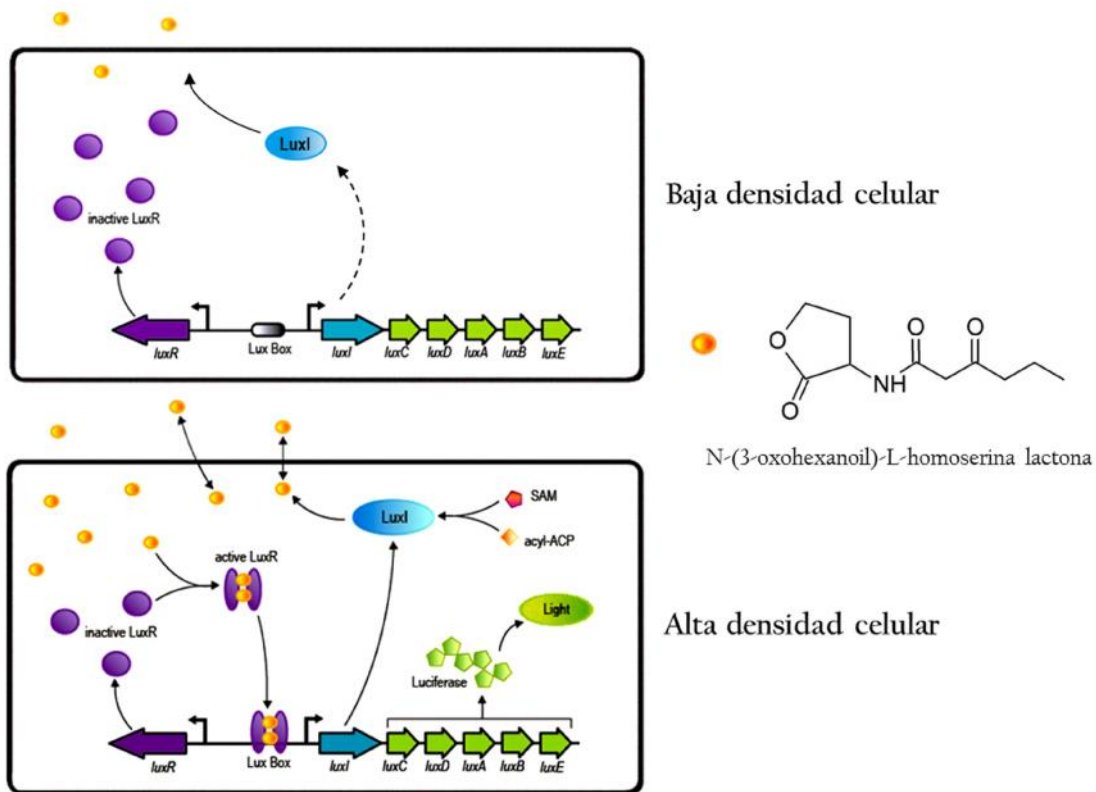 LuxI
inactive LuxR
luxR
Lux Box
luxI
luxC
luxD
luxA
luxB
luxE
Baja densidad celular
O
O
NH
O
O
N-(3-oxohexanoil)-L-homoserina lactona
SAM
LuxI
acyl-ACP
active LuxR
inactive LuxR
Light
Luciferase
luxR
Lux Box
luxI
luxC
luxD
luxA
luxB
luxE
Alta densidad celular